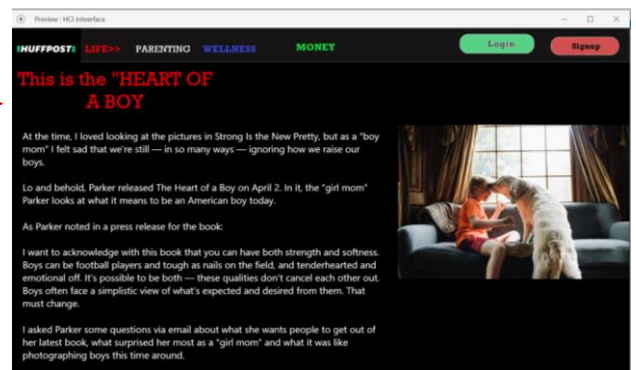 Preview : HCI inteerface
HUFFPOST LIFE>> PARENTING WELLNESS MONEY Login Signup
This is the "HEART OF
A BOY
At the time, I loved looking at the pictures in Strong Is the New Pretty, but as a "boy
mom" I felt sad that we're still — in so many ways — ignoring how we raise our
boys.
Lo and behold, Parker released The Heart of a Boy on April 2. In it, the "girl mom"
Parker looks at what it means to be an American boy today.
As Parker noted in a press release for the book:
I want to acknowledge with this book that you can have both strength and softness.
Boys can be football players and tough as nails on the field, and tenderhearted and
emotional off. It's possible to be both — these qualities don't cancel each other out.
Boys often face a simplistic view of what's expected and desired from them. That
must change.
I asked Parker some questions via email about what she wants people to get out of
her latest book, what surprised her most as a "girl mom" and what it was like
photographing boys this time around.